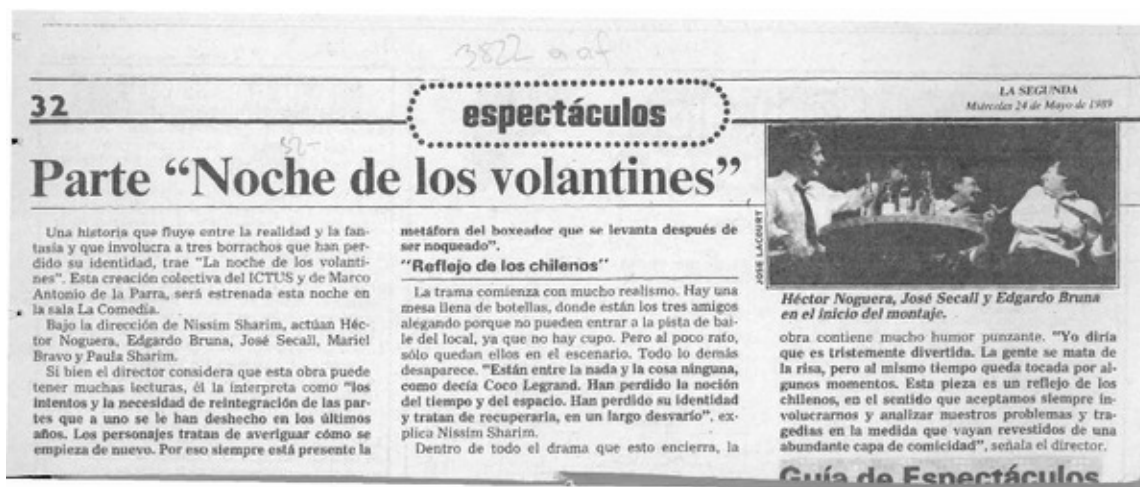 3822 a af
32
espectáculos
LA SEGUNDA
Miércoles 24 de Mayo de 1989
32-
Parte “Noche de los volantines”
Una historia que fluye entre la realidad y la fan-
tasía y que involucra a tres borrachos que han per-
dido su identidad, trae "La noche de los volanti-
nes". Esta creación colectiva del ICTUS y de Marco
Antonio de la Parra, será estrenada esta noche en
la sala La Comedia.
Bajo la dirección de Nissim Sharim, actúan Héc-
tor Noguera, Edgardo Bruna, José Secall, Mariel
Bravo y Paula Sharim.
Si bien el director considera que esta obra puede
tener muchas lecturas, él la interpreta como "los
intentos y la necesidad de reintegración de las par-
tes que a uno se le han deshecho en los últimos
años. Los personajes tratan de averiguar cómo se
empieza de nuevo. Por eso siempre está presente la
metáfora del boxeador que se levanta después de
ser noqueado".
"Reflejo de los chilenos"
La trama comienza con mucho realismo. Hay una
mesa llena de botellas, donde están los tres amigos
alegando porque no pueden entrar a la pista de bai-
le del local, ya que no hay cupo. Pero al poco rato,
sólo quedan ellos en el escenario. Todo lo demás
desaparece. "Están entre la nada y la cosa ninguna,
como decía Coco Legrand. Han perdido la noción
del tiempo y del espacio. Han perdido su identidad
y tratan de recuperarla, en un largo desvarío", ex-
plica Nissim Sharim.
Dentro de todo el drama que esto encierra, la
JOSE LACOURT
Héctor Noguera, José Secall y Edgardo Bruna
en el inicio del montaje.
obra contiene mucho humor punzante. "Yo diría
que es tristemente divertida. La gente se mata de
la risa, pero al mismo tiempo queda tocada por al-
gunos momentos. Esta pieza es un reflejo de los
chilenos, en el sentido que aceptamos siempre in-
volucrarnos y analizar nuestros problemas y tra-
gedias en la medida que vayan revestidos de una
abundante capa de comicidad", señala el director.
Guía de Espectáculos